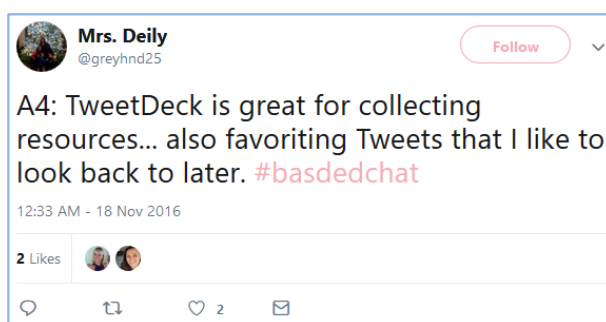 Mrs. Deily
@greyhnd25
Follow
A4: TweetDeck is great for collecting
resources... also favoriting Tweets that I like to
look back to later. #basdedchat
12:33 AM - 18 Nov 2016
2 Likes
2